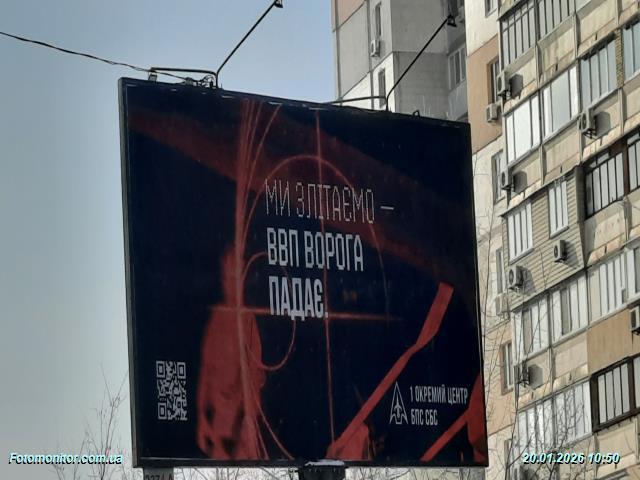 МИ ЗЛІТАЄМО –
ВВП ВОРОГА
ПАДАЄ.
1 ОКРЕМИЙ ЦЕНТР
БПС СБС
Fotomonitor.com.ua
20.01.2026 10:50